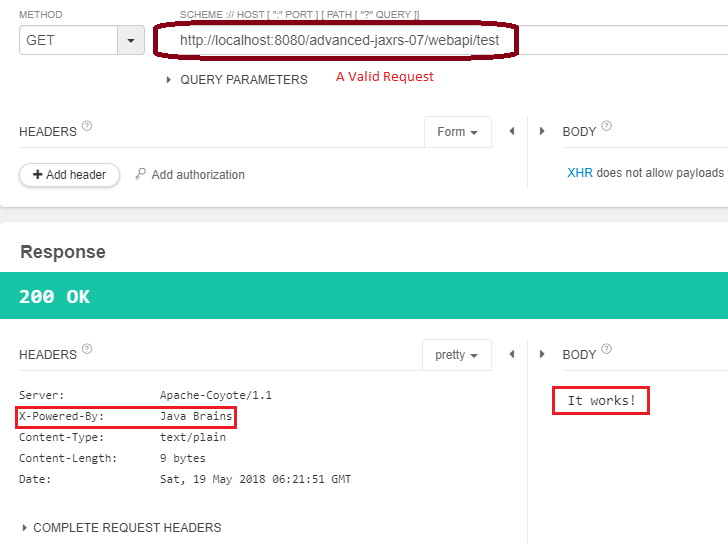 METHOD
SCHEME :// HOST [ ":" PORT ] [ PATH [ "?" QUERY ]]
GET
http://localhost:8080/advanced-jaxrs-07/webapi/test
QUERY PARAMETERS
A Valid Request
HEADERS ?
Form
BODY ?
+ Add header
Add authorization
XHR does not allow payloads
Response
200 OK
HEADERS ?
pretty
BODY ?
Server: Apache-Coyote/1.1
X-Powered-By: Java Brains
Content-Type: text/plain
Content-Length: 9 bytes
Date: Sat, 19 May 2018 06:21:51 GMT
It works!
COMPLETE REQUEST HEADERS